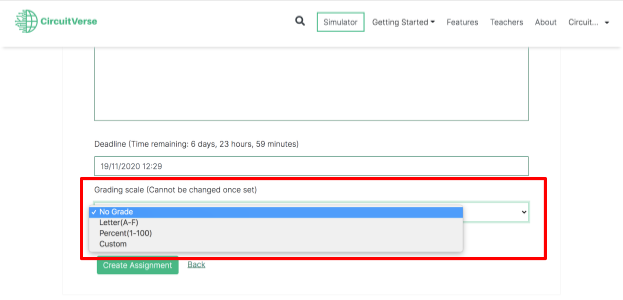 CircuitVerse
Simulator Getting Started Features Teachers About Circuit...
Deadline (Time remaining: 6 days, 23 hours, 59 minutes)
19/11/2020 12:29
Grading scale (Cannot be changed once set)
✓ No Grade
Letter(A-F)
Percent(1-100)
Custom
Create Assignment Back